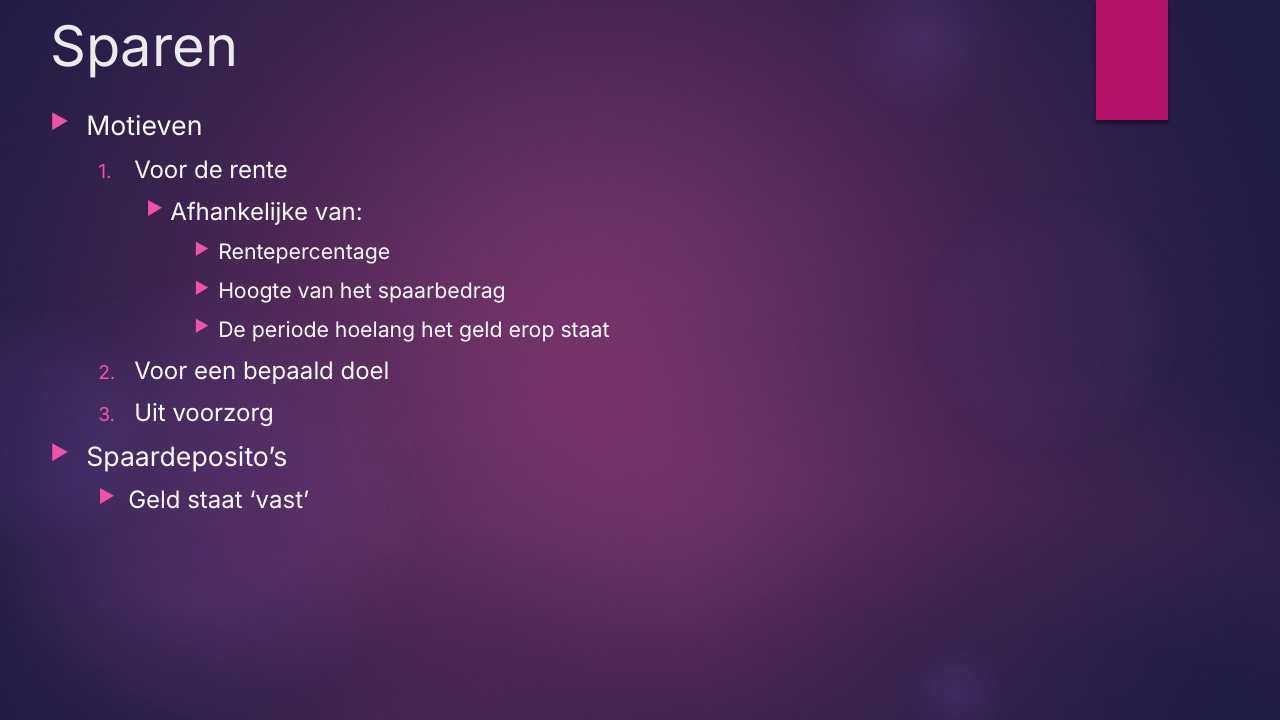 Sparen
Motieven
1. Voor de rente
Afhankelijke van:
Rentepercentage
Hoogte van het spaarbedrag
De periode hoelang het geld erop staat
2. Voor een bepaald doel
3. Uit voorzorg
Spaardeposito’s
Geld staat ‘vast’